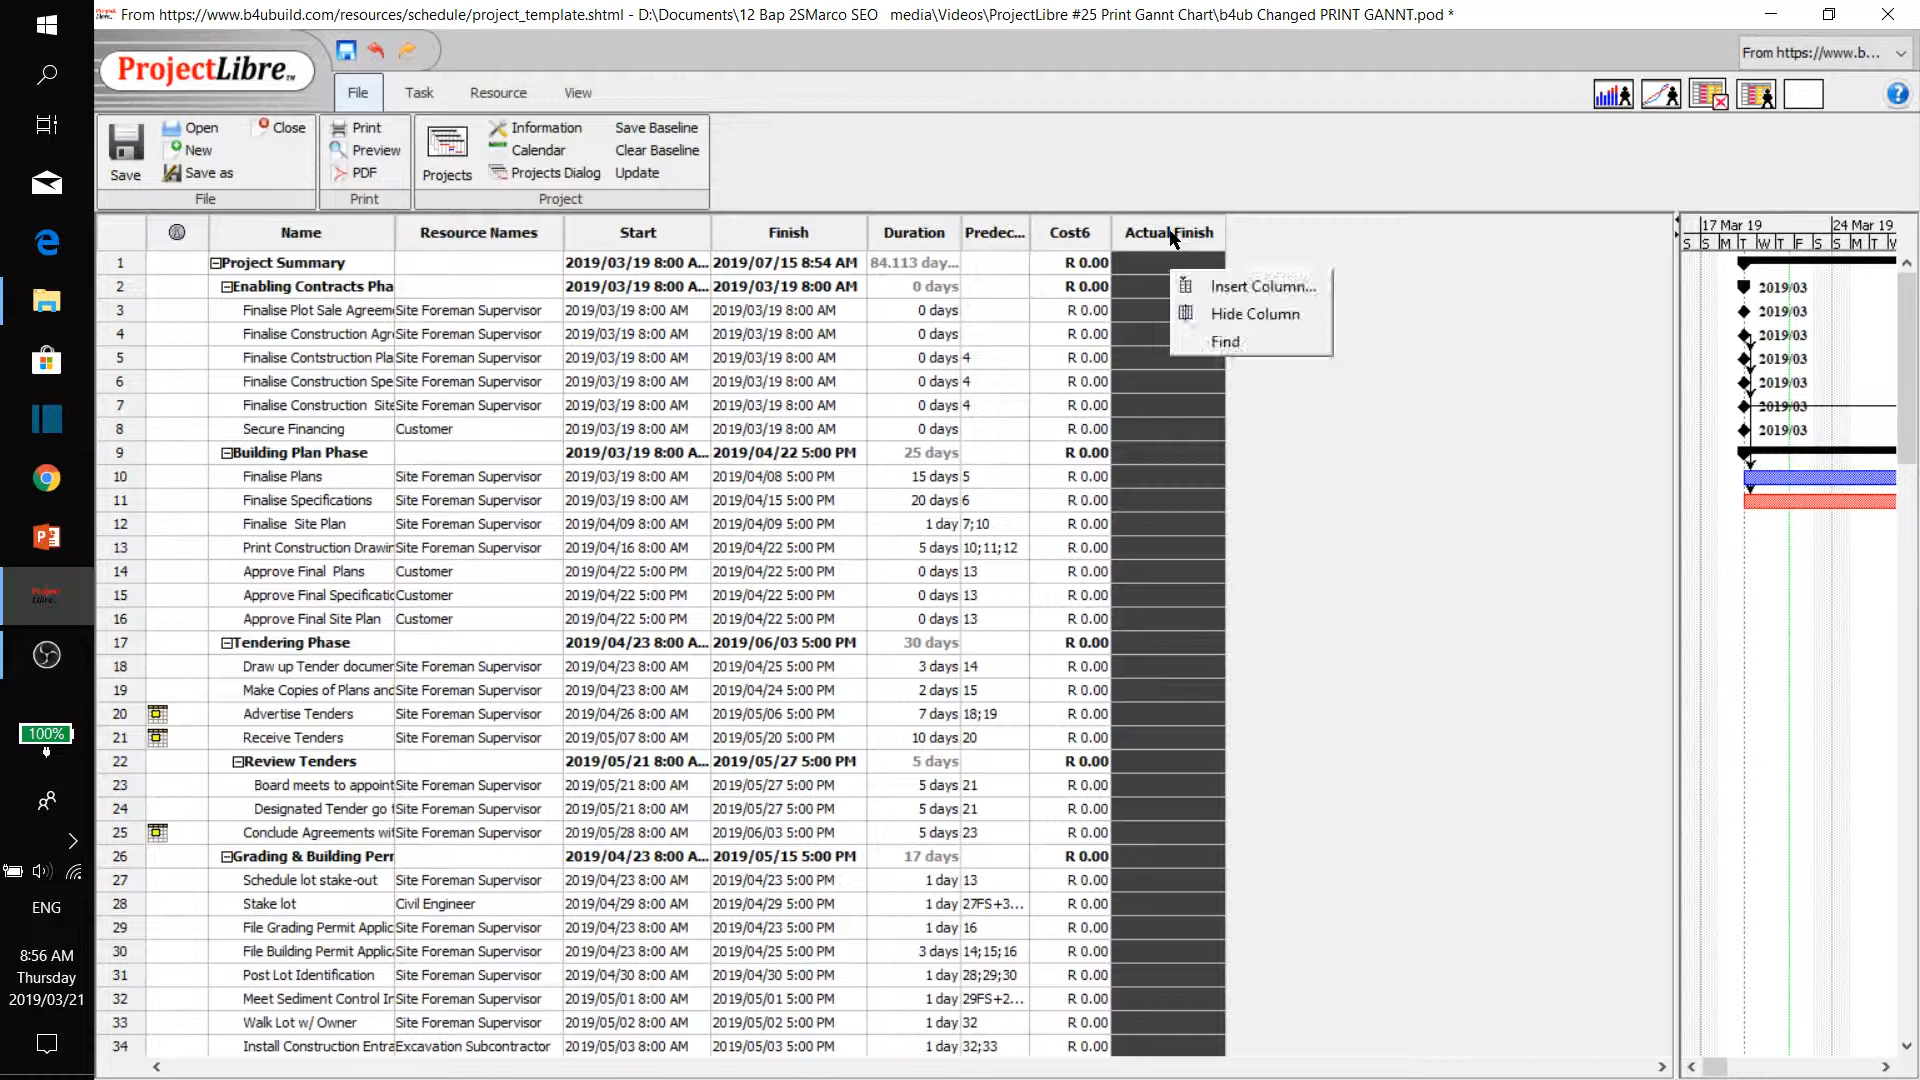 From https://www.b4ubuild.com/resources/schedule/project_template.shtml - D:\Documents\12 Bap 2SMarco SEO   media\Videos\ProjectLibre #25 Print Gannt Chart\b4ub Changed PRINT GANNT.pod *
ProjectLibre™
From https://www.b...
File Task Resource View
Save Open New Save as Close
File
Print Preview PDF
Print
Projects Information Calendar Projects Dialog Save Baseline Clear Baseline Update
Project
Name Resource Names Start Finish Duration Predec... Cost6 Actual Finish
17 Mar 19 24 Mar 19
S S M T W T F S S M T W
Insert Column...
Hide Column
Find
1 Project Summary 2019/03/19 8:00 A... 2019/07/15 8:54 AM 84.113 day... R 0.00
2 Enabling Contracts Pha 2019/03/19 8:00 A... 2019/03/19 8:00 AM 0 days R 0.00 2019/03
3 Finalise Plot Sale Agreem Site Foreman Supervisor 2019/03/19 8:00 AM 2019/03/19 8:00 AM 0 days R 0.00 2019/03
4 Finalise Construction Agr Site Foreman Supervisor 2019/03/19 8:00 AM 2019/03/19 8:00 AM 0 days R 0.00 2019/03
5 Finalise Contstruction Pla Site Foreman Supervisor 2019/03/19 8:00 AM 2019/03/19 8:00 AM 0 days 4 R 0.00 2019/03
6 Finalise Construction Spe Site Foreman Supervisor 2019/03/19 8:00 AM 2019/03/19 8:00 AM 0 days 4 R 0.00 2019/03
7 Finalise Construction  Site Site Foreman Supervisor 2019/03/19 8:00 AM 2019/03/19 8:00 AM 0 days 4 R 0.00 2019/03
8 Secure Financing Customer 2019/03/19 8:00 AM 2019/03/19 8:00 AM 0 days R 0.00 2019/03
9 Building Plan Phase 2019/03/19 8:00 A... 2019/04/22 5:00 PM 25 days R 0.00
10 Finalise Plans Site Foreman Supervisor 2019/03/19 8:00 AM 2019/04/08 5:00 PM 15 days 5 R 0.00
11 Finalise Specifications Site Foreman Supervisor 2019/03/19 8:00 AM 2019/04/15 5:00 PM 20 days 6 R 0.00
12 Finalise  Site Plan Site Foreman Supervisor 2019/04/09 8:00 AM 2019/04/09 5:00 PM 1 day 7;10 R 0.00
13 Print Construction Drawin Site Foreman Supervisor 2019/04/16 8:00 AM 2019/04/22 5:00 PM 5 days 10;11;12 R 0.00
14 Approve Final  Plans Customer 2019/04/22 5:00 PM 2019/04/22 5:00 PM 0 days 13 R 0.00
15 Approve Final Specificatic Customer 2019/04/22 5:00 PM 2019/04/22 5:00 PM 0 days 13 R 0.00
16 Approve Final Site Plan Customer 2019/04/22 5:00 PM 2019/04/22 5:00 PM 0 days 13 R 0.00
17 Tendering Phase 2019/04/23 8:00 A... 2019/06/03 5:00 PM 30 days R 0.00
18 Draw up Tender documer Site Foreman Supervisor 2019/04/23 8:00 AM 2019/04/25 5:00 PM 3 days 14 R 0.00
19 Make Copies of Plans and Site Foreman Supervisor 2019/04/23 8:00 AM 2019/04/24 5:00 PM 2 days 15 R 0.00
20 Advertise Tenders Site Foreman Supervisor 2019/04/26 8:00 AM 2019/05/06 5:00 PM 7 days 18;19 R 0.00
21 Receive Tenders Site Foreman Supervisor 2019/05/07 8:00 AM 2019/05/20 5:00 PM 10 days 20 R 0.00
22 Review Tenders 2019/05/21 8:00 A... 2019/05/27 5:00 PM 5 days R 0.00
23 Board meets to appoint Site Foreman Supervisor 2019/05/21 8:00 AM 2019/05/27 5:00 PM 5 days 21 R 0.00
24 Designated Tender go f Site Foreman Supervisor 2019/05/21 8:00 AM 2019/05/27 5:00 PM 5 days 21 R 0.00
25 Conclude Agreements wit Site Foreman Supervisor 2019/05/28 8:00 AM 2019/06/03 5:00 PM 5 days 23 R 0.00
26 Grading & Building Perr 2019/04/23 8:00 A... 2019/05/15 5:00 PM 17 days R 0.00
27 Schedule lot stake-out Site Foreman Supervisor 2019/04/23 8:00 AM 2019/04/23 5:00 PM 1 day 13 R 0.00
28 Stake lot Civil Engineer 2019/04/29 8:00 AM 2019/04/29 5:00 PM 1 day 27FS+3... R 0.00
29 File Grading Permit Applic Site Foreman Supervisor 2019/04/23 8:00 AM 2019/04/23 5:00 PM 1 day 16 R 0.00
30 File Building Permit Applic Site Foreman Supervisor 2019/04/23 8:00 AM 2019/04/25 5:00 PM 3 days 14;15;16 R 0.00
31 Post Lot Identification Site Foreman Supervisor 2019/04/30 8:00 AM 2019/04/30 5:00 PM 1 day 28;29;30 R 0.00
32 Meet Sediment Control Ir Site Foreman Supervisor 2019/05/01 8:00 AM 2019/05/01 5:00 PM 1 day 29FS+2... R 0.00
33 Walk Lot w/ Owner Site Foreman Supervisor 2019/05/02 8:00 AM 2019/05/02 5:00 PM 1 day 32 R 0.00
34 Install Construction Entra Excavation Subcontractor 2019/05/03 8:00 AM 2019/05/03 5:00 PM 1 day 32;33 R 0.00
100%
ENG
8:56 AM
Thursday
2019/03/21